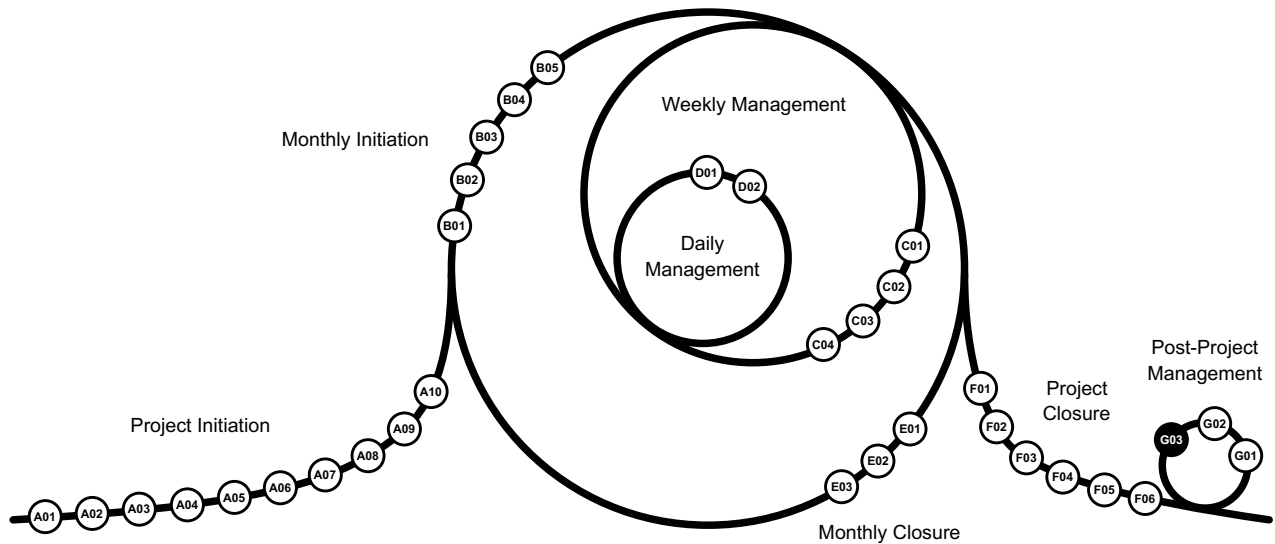 B05
B04
B03
B02
B01
Monthly Initiation
Weekly Management
D01
D02
Daily
Management
C01
C02
C03
C04
A01
A02
A03
A04
A05
A06
A07
A08
A09
A10
Project Initiation
E01
E02
E03
Monthly Closure
F01
F02
F03
F04
F05
F06
Project
Closure
Post-Project
Management
G03
G02
G01